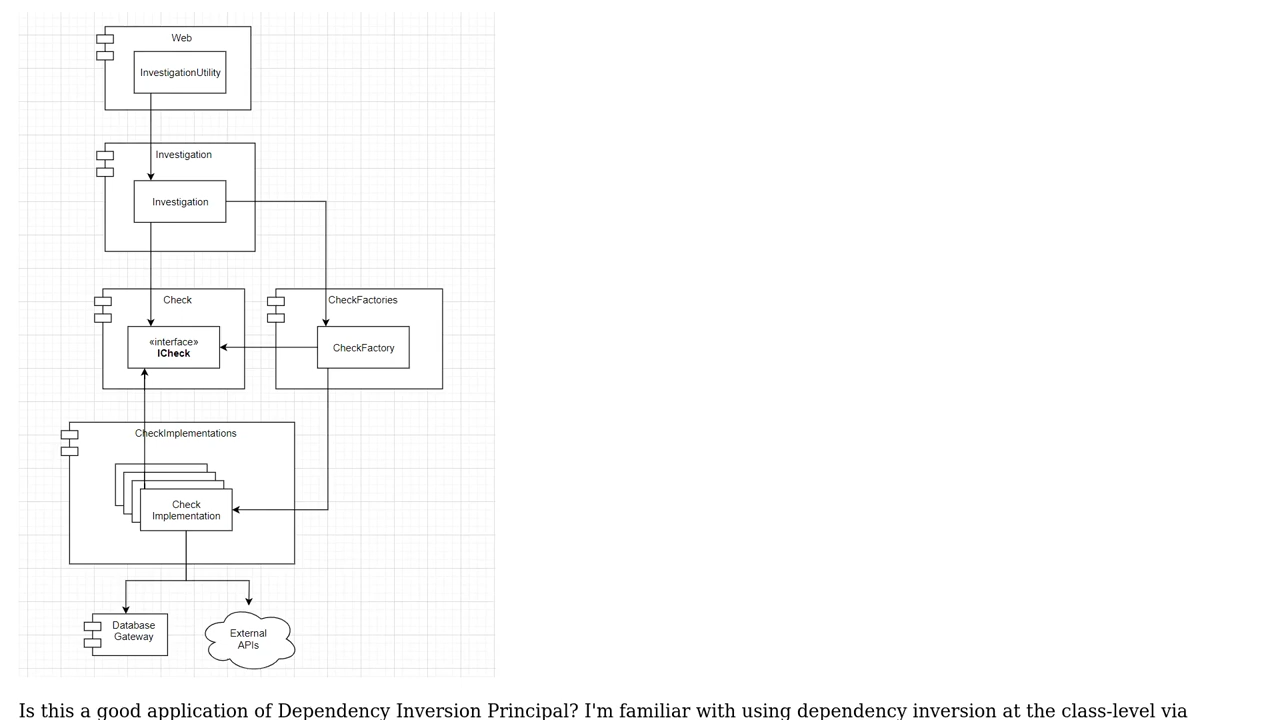 Web
InvestigationUtility
Investigation
Investigation
Check
CheckFactories
«interface»
ICheck
CheckFactory
CheckImplementations
Check
Implementation
Database
Gateway
External
APIs
Is this a good application of Dependency Inversion Principal? I'm familiar with using dependency inversion at the class-level via